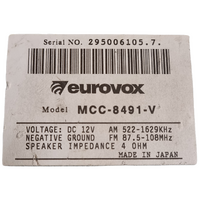 Serial NO. 295006105.7.
eurovox
Model MCC-8491-V
VOLTAGE: DC 12V AM 522-1629KHz
NEGATIVE GROUND FM 87.5-108MHz
SPEAKER IMPEDANCE 4 OHM
MADE IN JAPAN